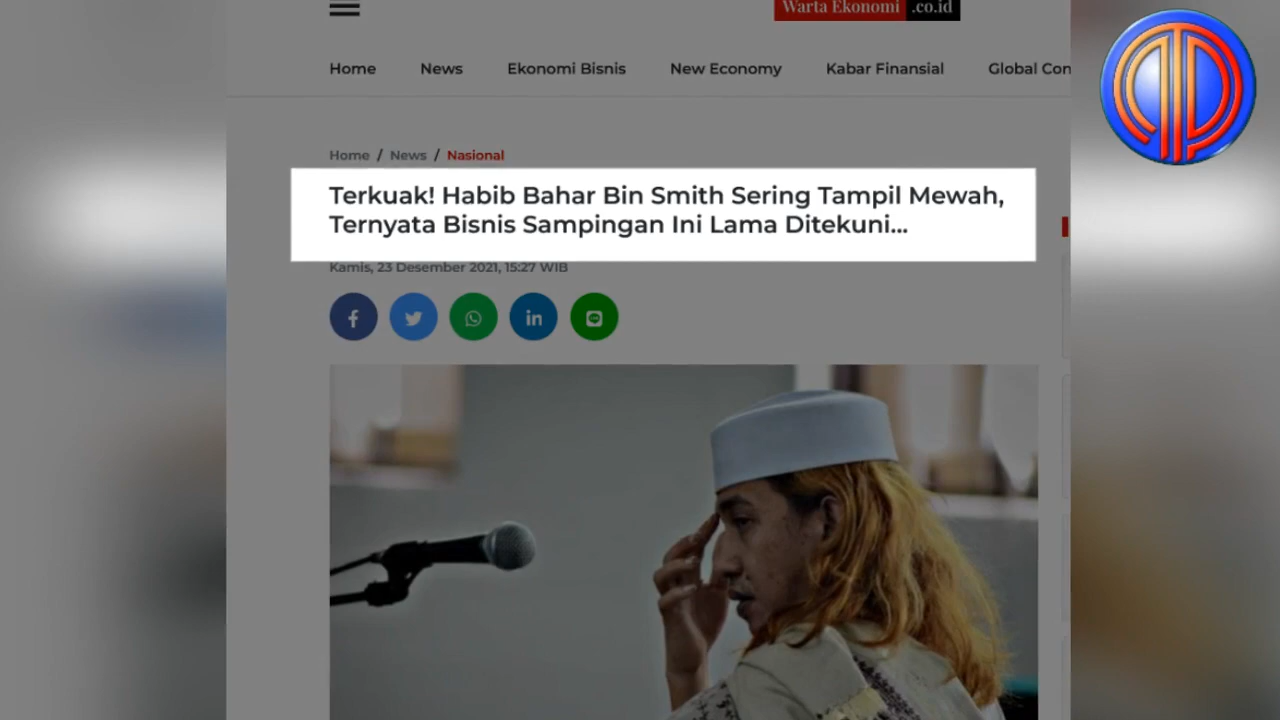 Warta Ekonomi .co.id
Home News Ekonomi Bisnis New Economy Kabar Finansial Global Con
Home / News / Nasional
Terkuak! Habib Bahar Bin Smith Sering Tampil Mewah,
Ternyata Bisnis Sampingan Ini Lama Ditekuni...
Kamis, 23 Desember 2021, 15:27 WIB